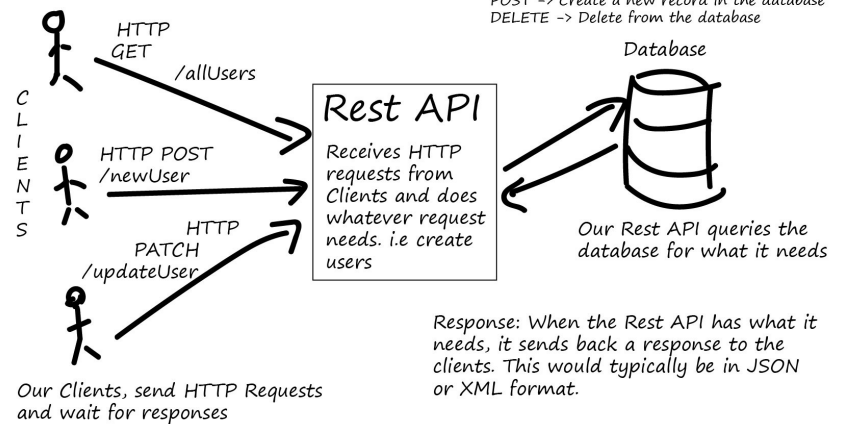 POST -> Create a new record in the database
DELETE -> Delete from the database
HTTP
GET
/allUsers
Database
CLIENTS
Rest API
Receives HTTP
requests from
Clients and does
whatever request
needs. i.e create
users
HTTP POST
/newUser
HTTP
PATCH
/updateUser
Our Rest API queries the
database for what it needs
Response: When the Rest API has what it
needs, it sends back a response to the
clients. This would typically be in JSON
or XML format.
Our Clients, send HTTP Requests
and wait for responses